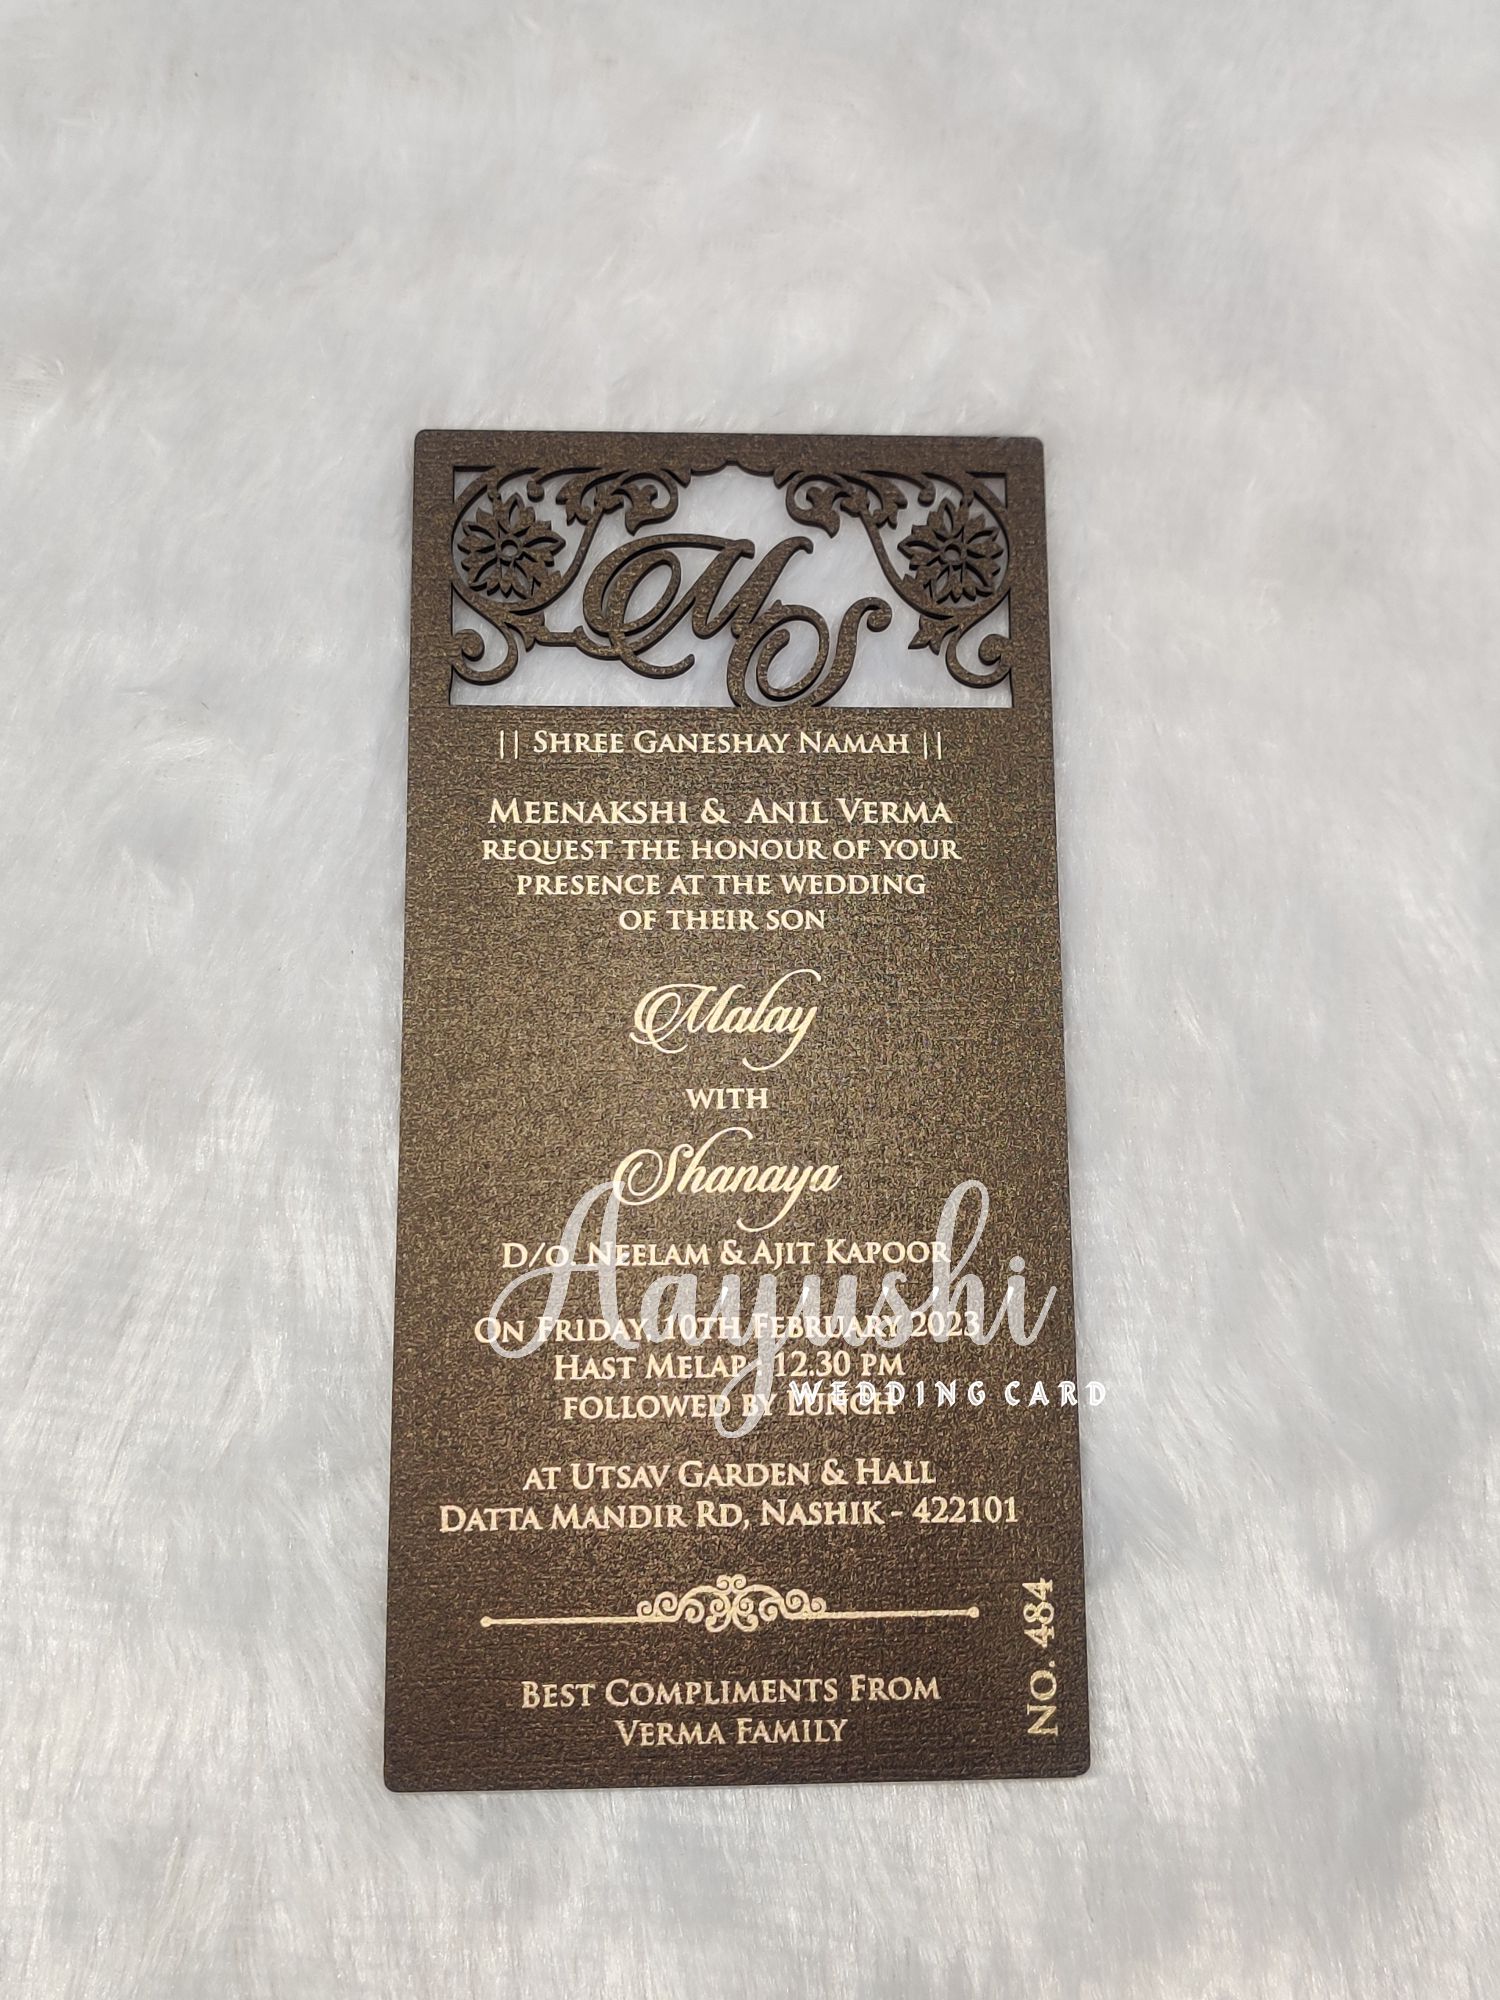 MS
|| SHREE GANESHAY NAMAH ||
MEENAKSHI & ANIL VERMA
REQUEST THE HONOUR OF YOUR
PRESENCE AT THE WEDDING
OF THEIR SON
Malay
WITH
Shanaya
D/O. NEELAM & AJIT KAPOOR
ON FRIDAY, 10TH FEBRUARY 2023
HAST MELAP - 12.30 PM
FOLLOWED BY LUNCH
AT UTSAV GARDEN & HALL
DATTA MANDIR RD, NASHIK - 422101
BEST COMPLIMENTS FROM
VERMA FAMILY
NO. 484
Aayushi
WEDDING CARD